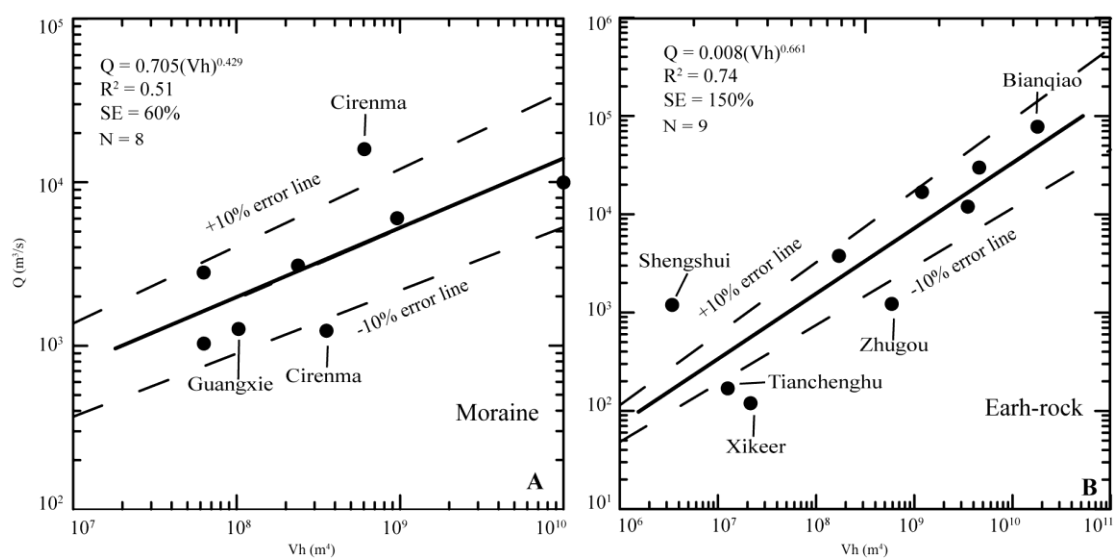 10⁵
Q = 0.705(Vh)^0.429
R² = 0.51
SE = 60%
N = 8
Cirenma
+10% error line
10⁴
Q (m³/s)
-10% error line
10³
Guangxie
Cirenma
Moraine
A
10²
10⁷
10⁸
10⁹
10¹⁰
Vh (m⁴)
10⁶
Q = 0.008(Vh)^0.661
R² = 0.74
SE = 150%
N = 9
Bianqiao
10⁵
10⁴
Shengshui
+10% error line
-10% error line
10³
Zhugou
Tianchenghu
10²
Xikeer
Earh-rock
B
10¹
10⁶
10⁷
10⁸
10⁹
10¹⁰
10¹¹
Vh (m⁴)